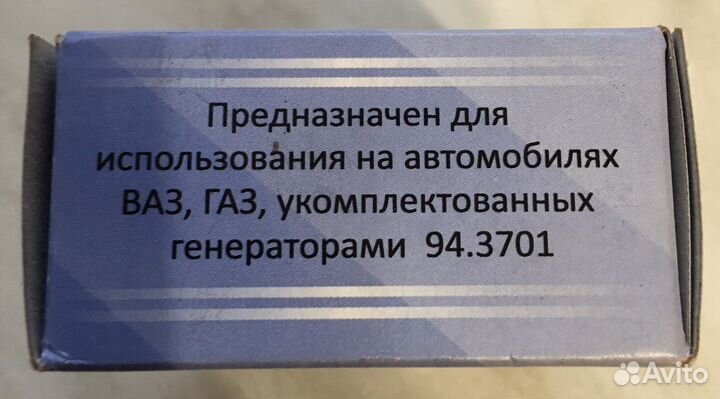 Предназначен для
использования на автомобилях
ВАЗ, ГАЗ, укомплектованных
генераторами 94.3701
Avito